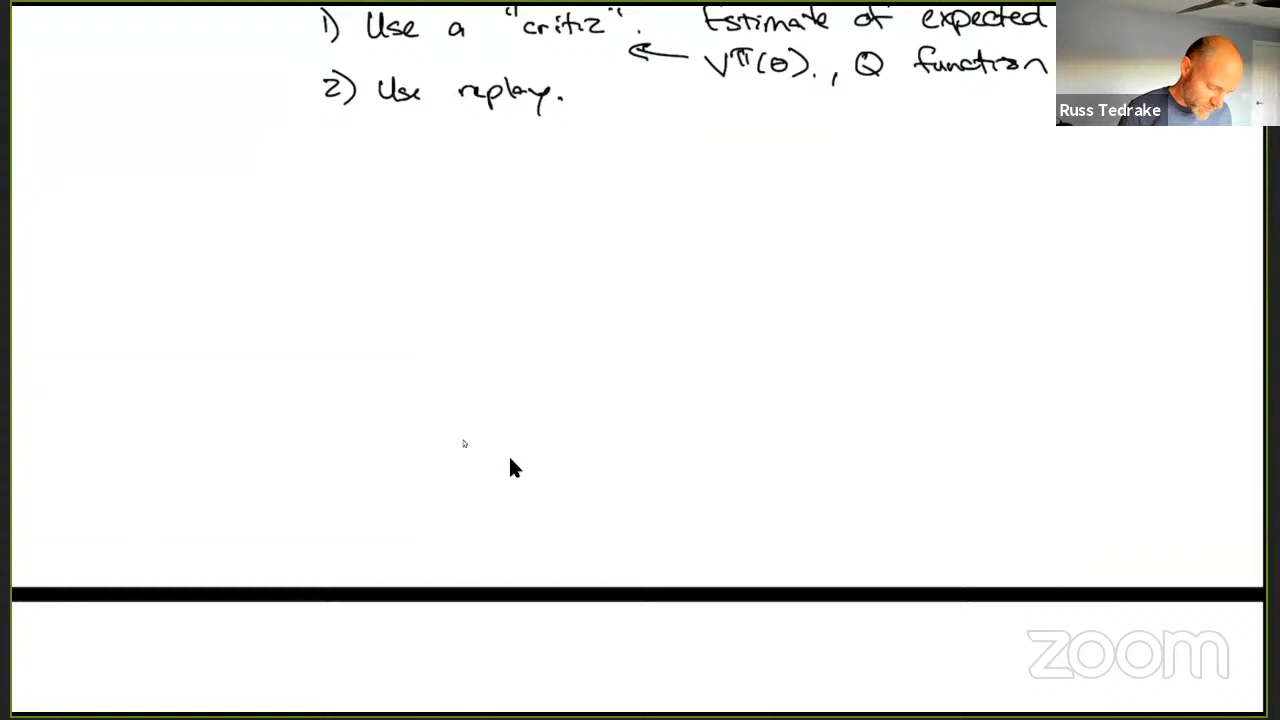 1) Use a "critic". Estimate of expected
Vπ(θ)., Q function
2) Use replay.
Russ Tedrake
zoom